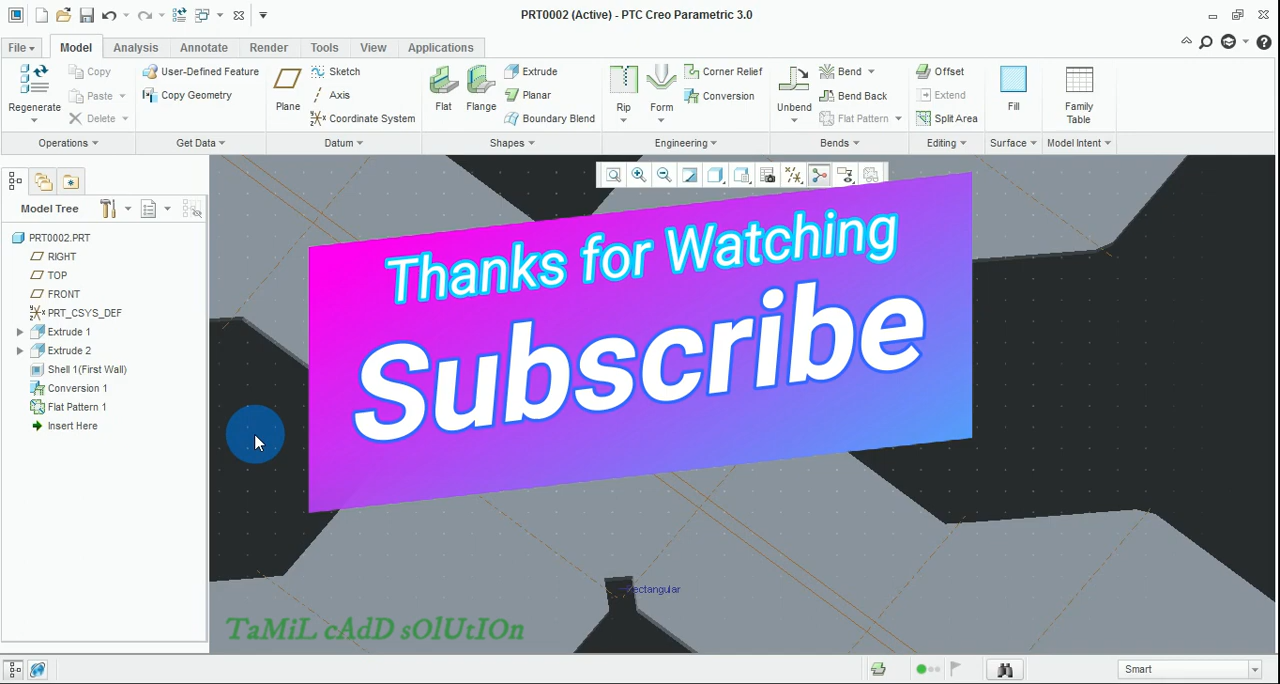 PRT0002 (Active) - PTC Creo Parametric 3.0
File Model Analysis Annotate Render Tools View Applications
Regenerate
Copy
Paste
Delete
Operations
User-Defined Feature
Copy Geometry
Get Data
Plane
Sketch
Axis
Coordinate System
Datum
Flat
Flange
Extrude
Planar
Boundary Blend
Shapes
Rip
Form
Corner Relief
Conversion
Engineering
Unbend
Bend
Bend Back
Flat Pattern
Bends
Offset
Extend
Split Area
Editing
Fill
Surface
Family
Table
Model Intent
Model Tree
PRT0002.PRT
RIGHT
TOP
FRONT
PRT_CSYS_DEF
Extrude 1
Extrude 2
Shell 1(First Wall)
Conversion 1
Flat Pattern 1
Insert Here
Thanks for Watching
Subscribe
Rectangular
TaMiL cAdD sOlUtIOn
Smart